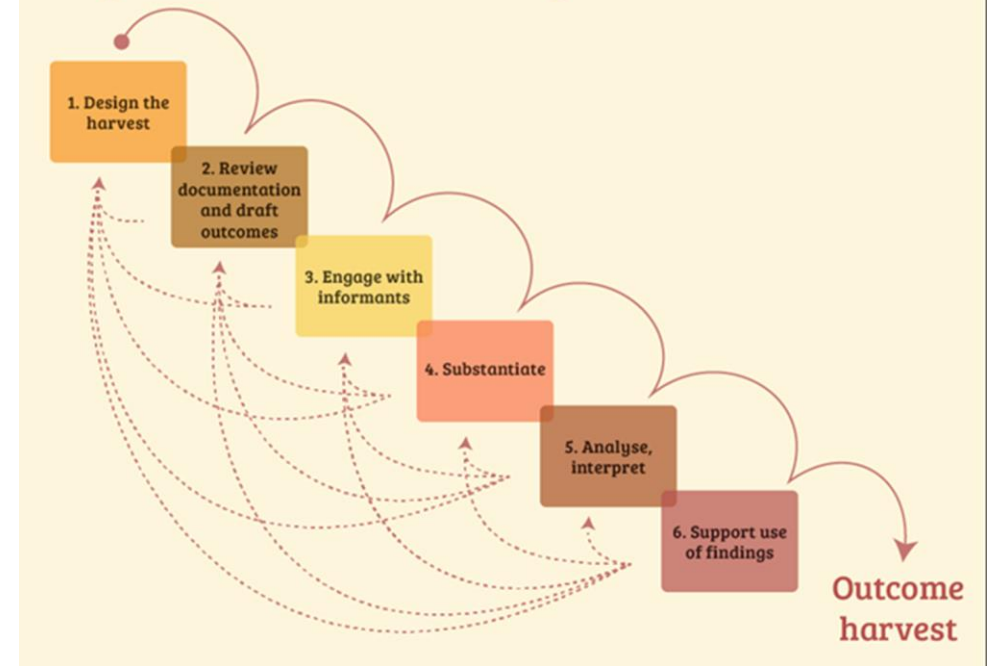 1. Design the
harvest
2. Review
documentation
and draft
outcomes
3. Engage with
informants
4. Substantiate
5. Analyse,
interpret
6. Support use
of findings
Outcome
harvest